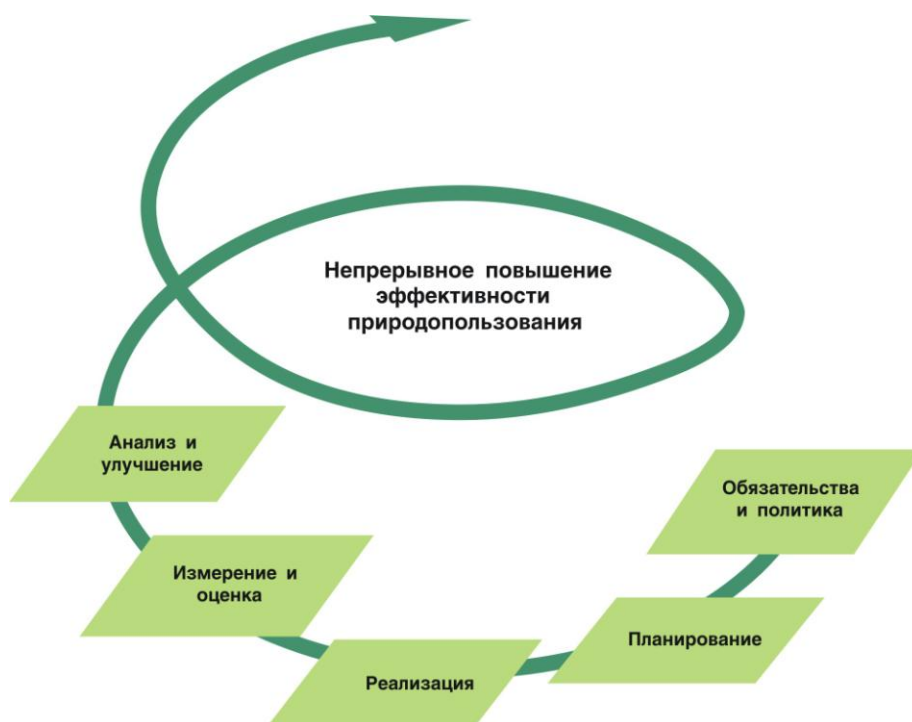 Непрерывное повышение
эффективности
природопользования
Анализ и
улучшение
Обязательства
и политика
Измерение и
оценка
Планирование
Реализация